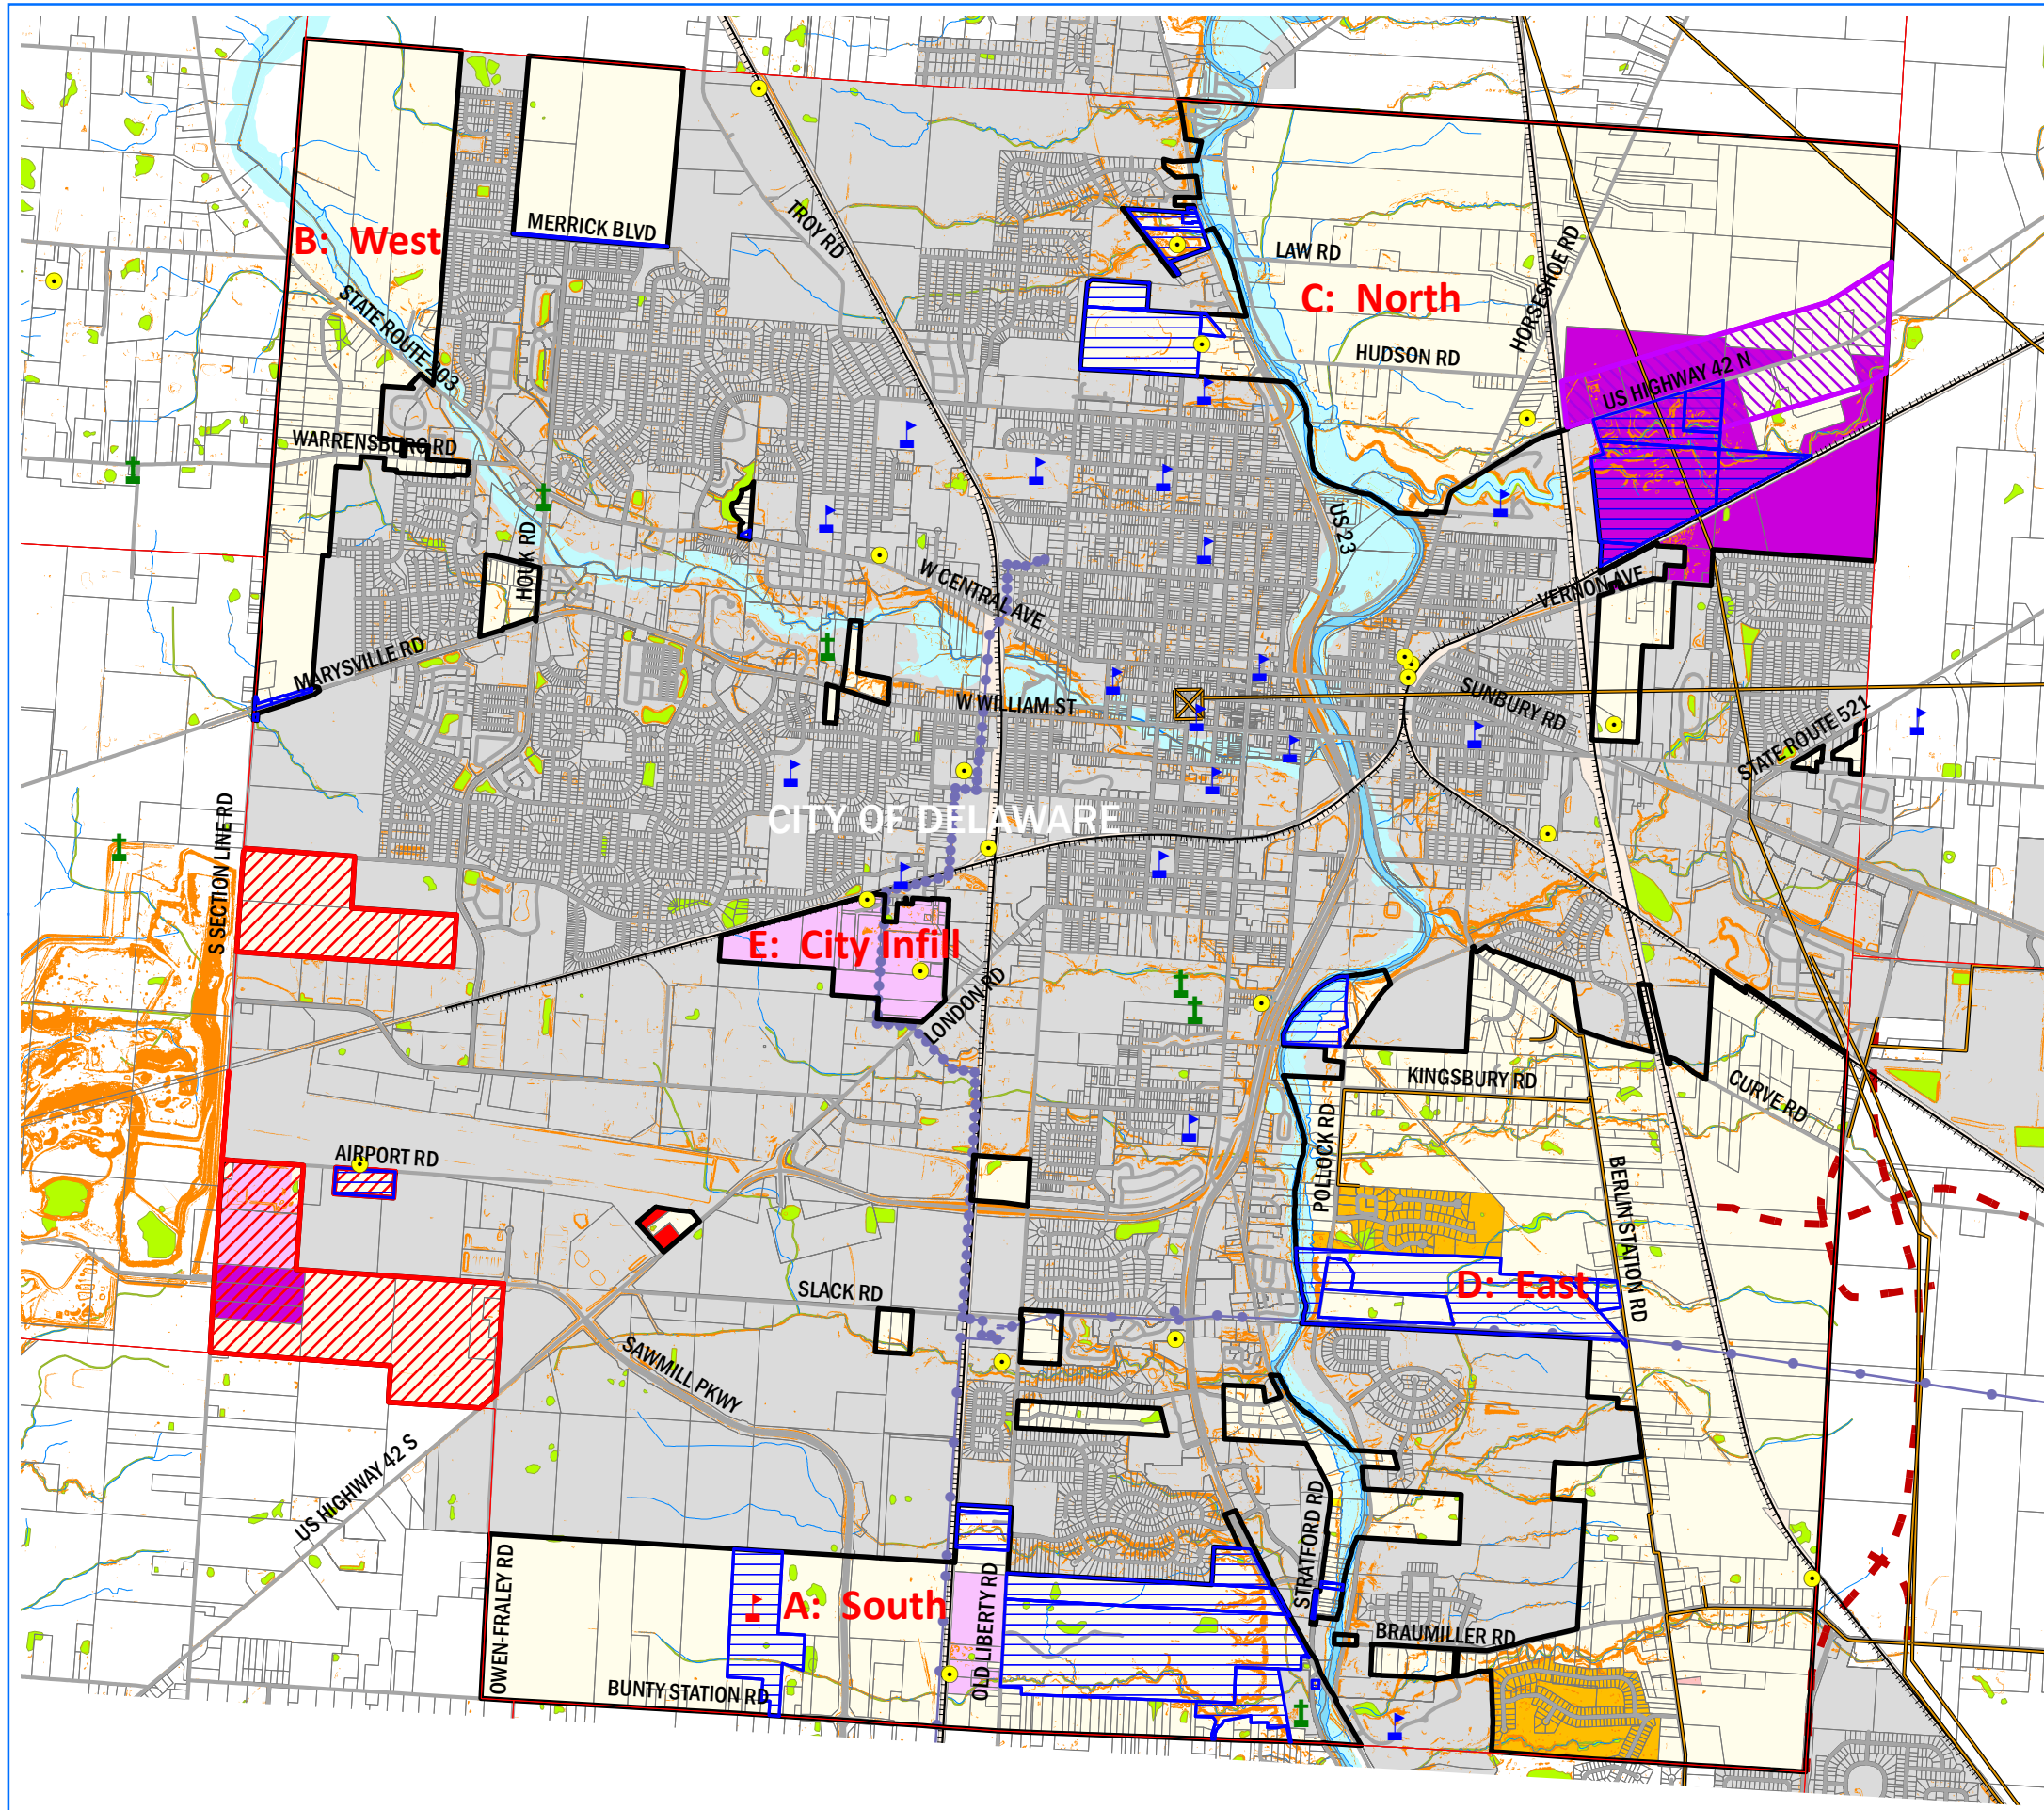 MERRICK BLVD
B: West
TROY RD
LAW RD
HORSESHOE RD
C: North
STATE ROUTE 203
HUDSON RD
US HIGHWAY 42 N
WARRENSBURG RD
HOUK RD
US 23
W CENTRAL AVE
VERNON AVE
MARYSVILLE RD
W WILLIAM ST
SUNBURY RD
STATE ROUTE 521
CITY OF DELAWARE
S SECTION LINE RD
E: City Infill
LONDON RD
KINGSBURY RD
CURVE RD
POLLOCK RD
AIRPORT RD
BERLIN STATION RD
SLACK RD
D: East
SAWMILL PKWY
US HIGHWAY 42 S
STRATFORD RD
OWEN-FRALEY RD
A: South
OLD LIBERTY RD
BRAUMILLER RD
BUNTY STATION RD